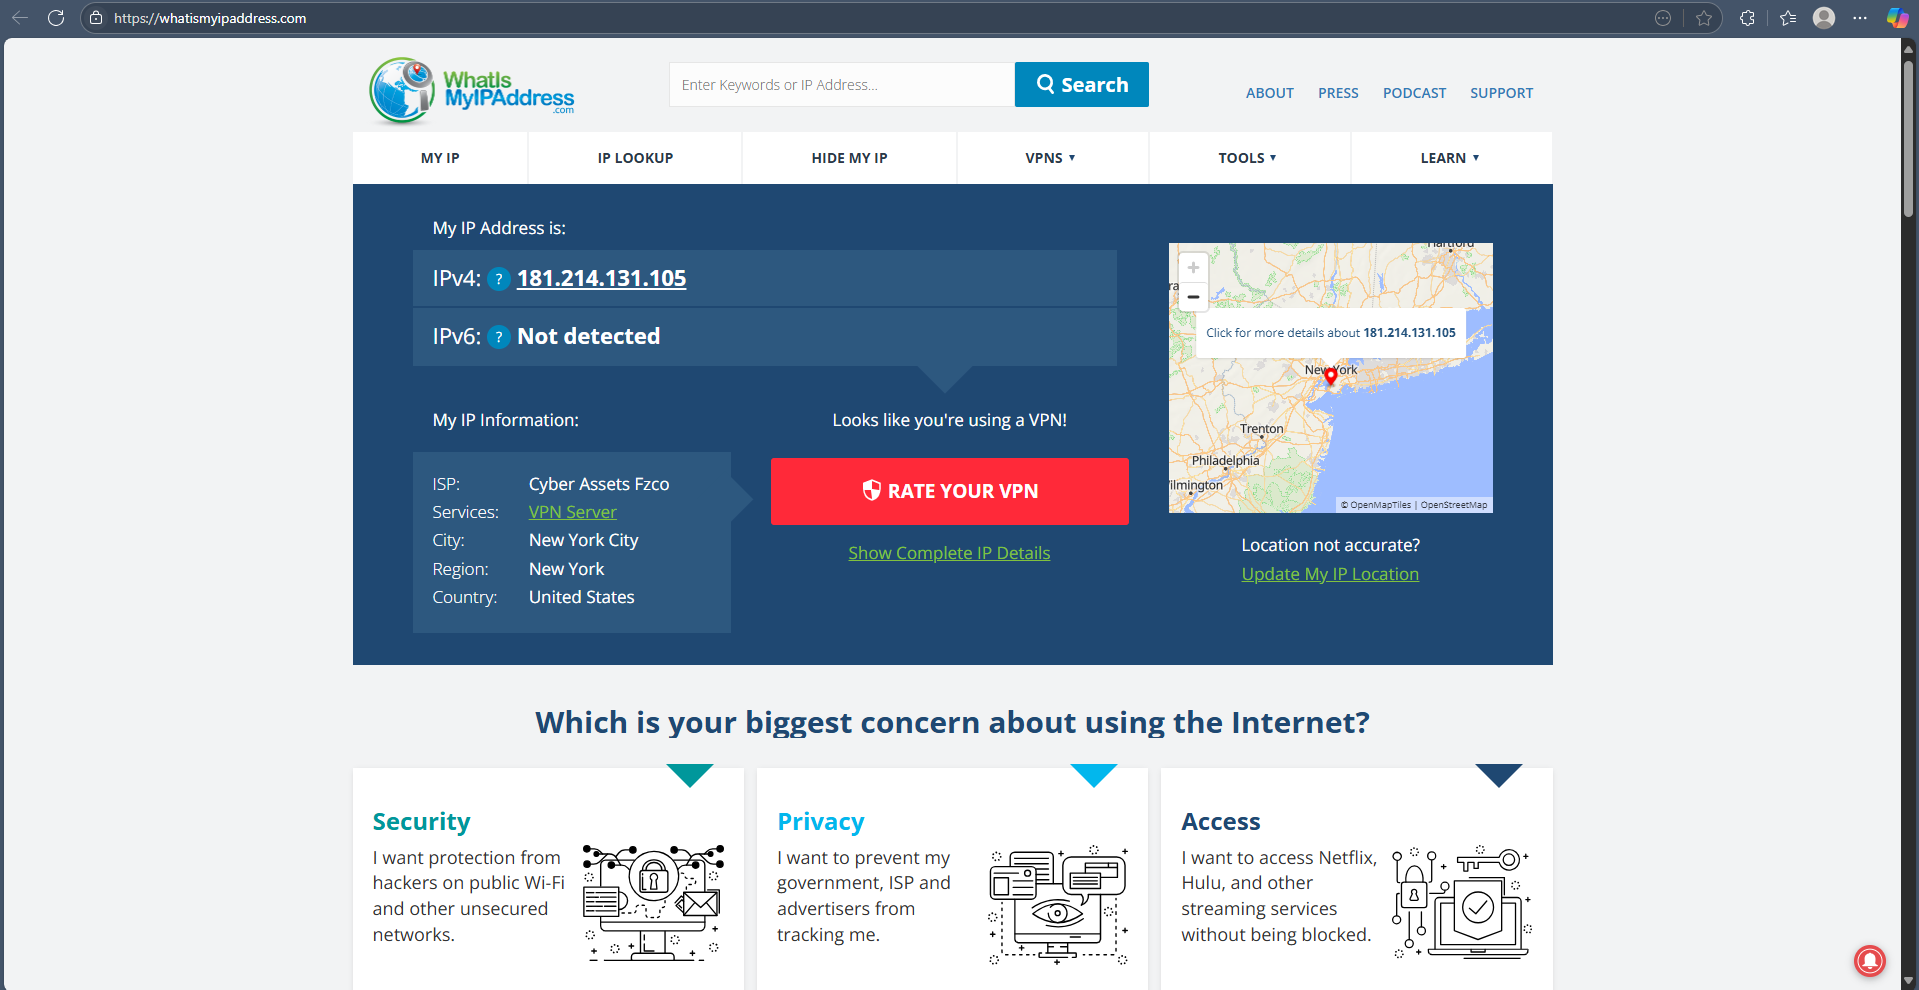 https://whatismyipaddress.com
WhatIs
MyIPAddress
.com
Enter Keywords or IP Address...
Search
ABOUT
PRESS
PODCAST
SUPPORT
MY IP
IP LOOKUP
HIDE MY IP
VPNS ▼
TOOLS ▼
LEARN ▼
My IP Address is:
IPv4: ? 181.214.131.105
IPv6: ? Not detected
My IP Information:
ISP: Cyber Assets Fzco
Services: VPN Server
City: New York City
Region: New York
Country: United States
Looks like you're using a VPN!
RATE YOUR VPN
Show Complete IP Details
Hartford
+
−
Click for more details about 181.214.131.105
New York
Trenton
Philadelphia
ilmington
© OpenMapTiles | OpenStreetMap
Location not accurate?
Update My IP Location
Which is your biggest concern about using the Internet?
Security
I want protection from
hackers on public Wi-Fi
and other unsecured
networks.
Privacy
I want to prevent my
government, ISP and
advertisers from
tracking me.
Access
I want to access Netflix,
Hulu, and other
streaming services
without being blocked.